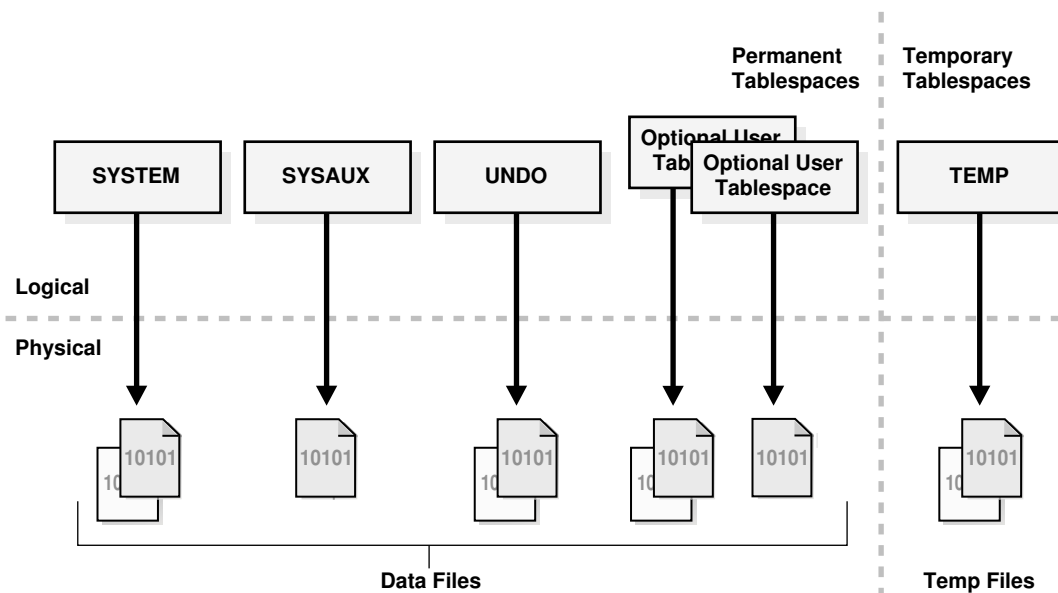 Permanent
Tablespaces
Temporary
Tablespaces
SYSTEM
SYSAUX
UNDO
Optional User
Optional User
Tablespace
TEMP
Logical
Physical
10101
10101
10101
10101
10101
10101
Data Files
Temp Files